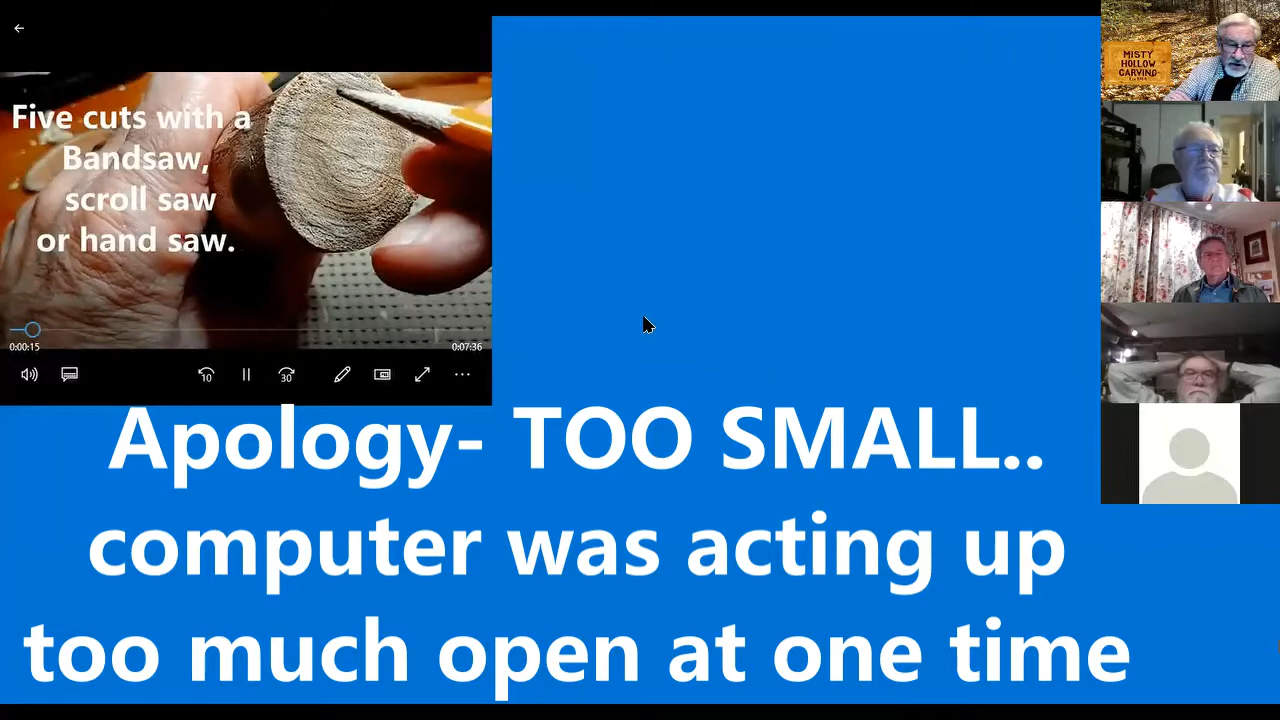 Five cuts with a
Bandsaw,
scroll saw
or hand saw.
0:00:15
0:07:36
10
30
Apology- TOO SMALL..
computer was acting up
too much open at one time
MISTY
HOLLOW
CARVING